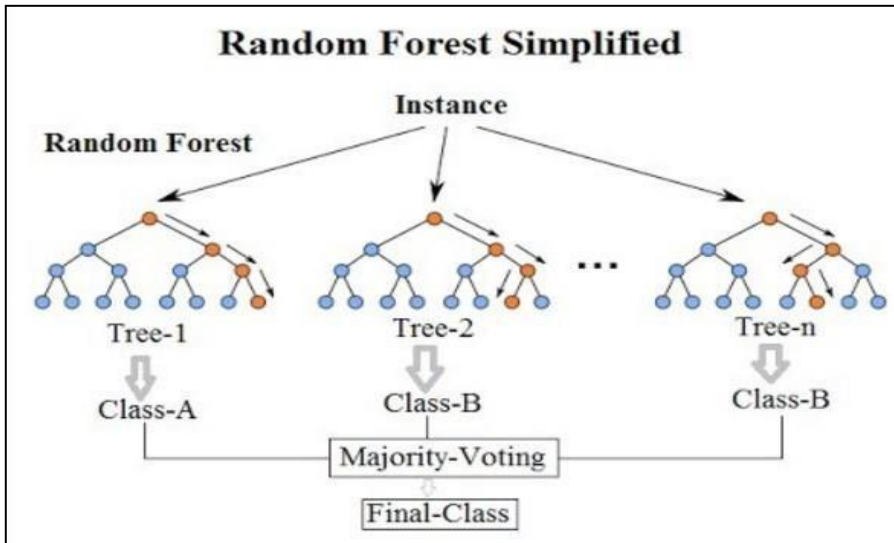 Random Forest Simplified
Instance
Random Forest
...
Tree-1
Tree-2
Tree-n
Class-A
Class-B
Class-B
Majority-Voting
Final-Class